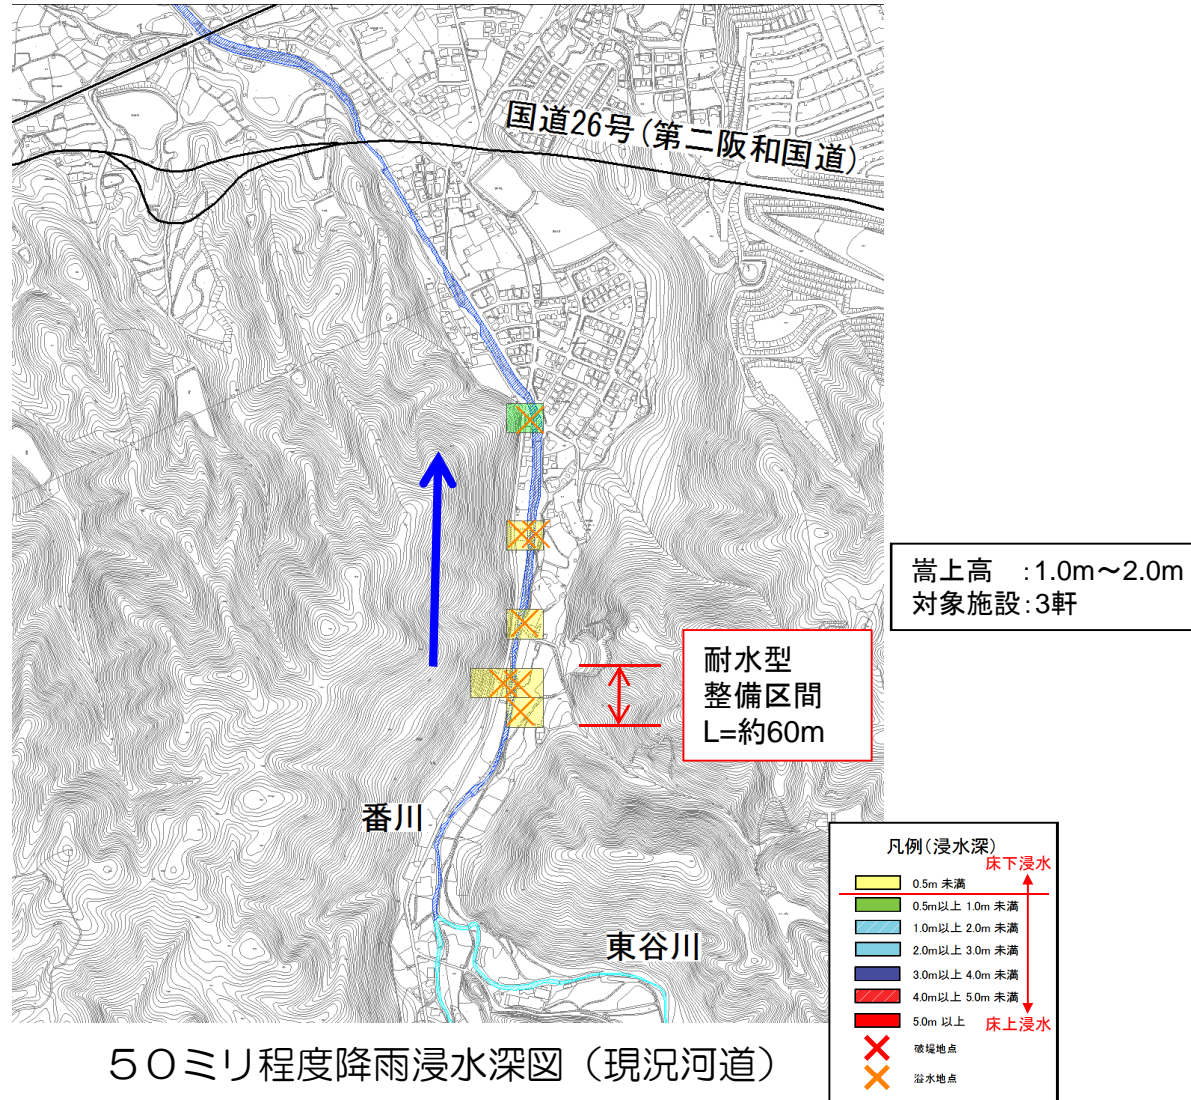 国道26号(第二阪和国道)
嵩上高 :1.0m～2.0m
対象施設:3軒
耐水型
整備区間
L=約60m
番川
東谷川
凡例(浸水深)
床下浸水
0.5m 未満
0.5m以上 1.0m 未満
1.0m以上 2.0m 未満
2.0m以上 3.0m 未満
3.0m以上 4.0m 未満
4.0m以上 5.0m 未満
5.0m 以上
床上浸水
破堤地点
溢水地点
５０ミリ程度降雨浸水深図（現況河道）